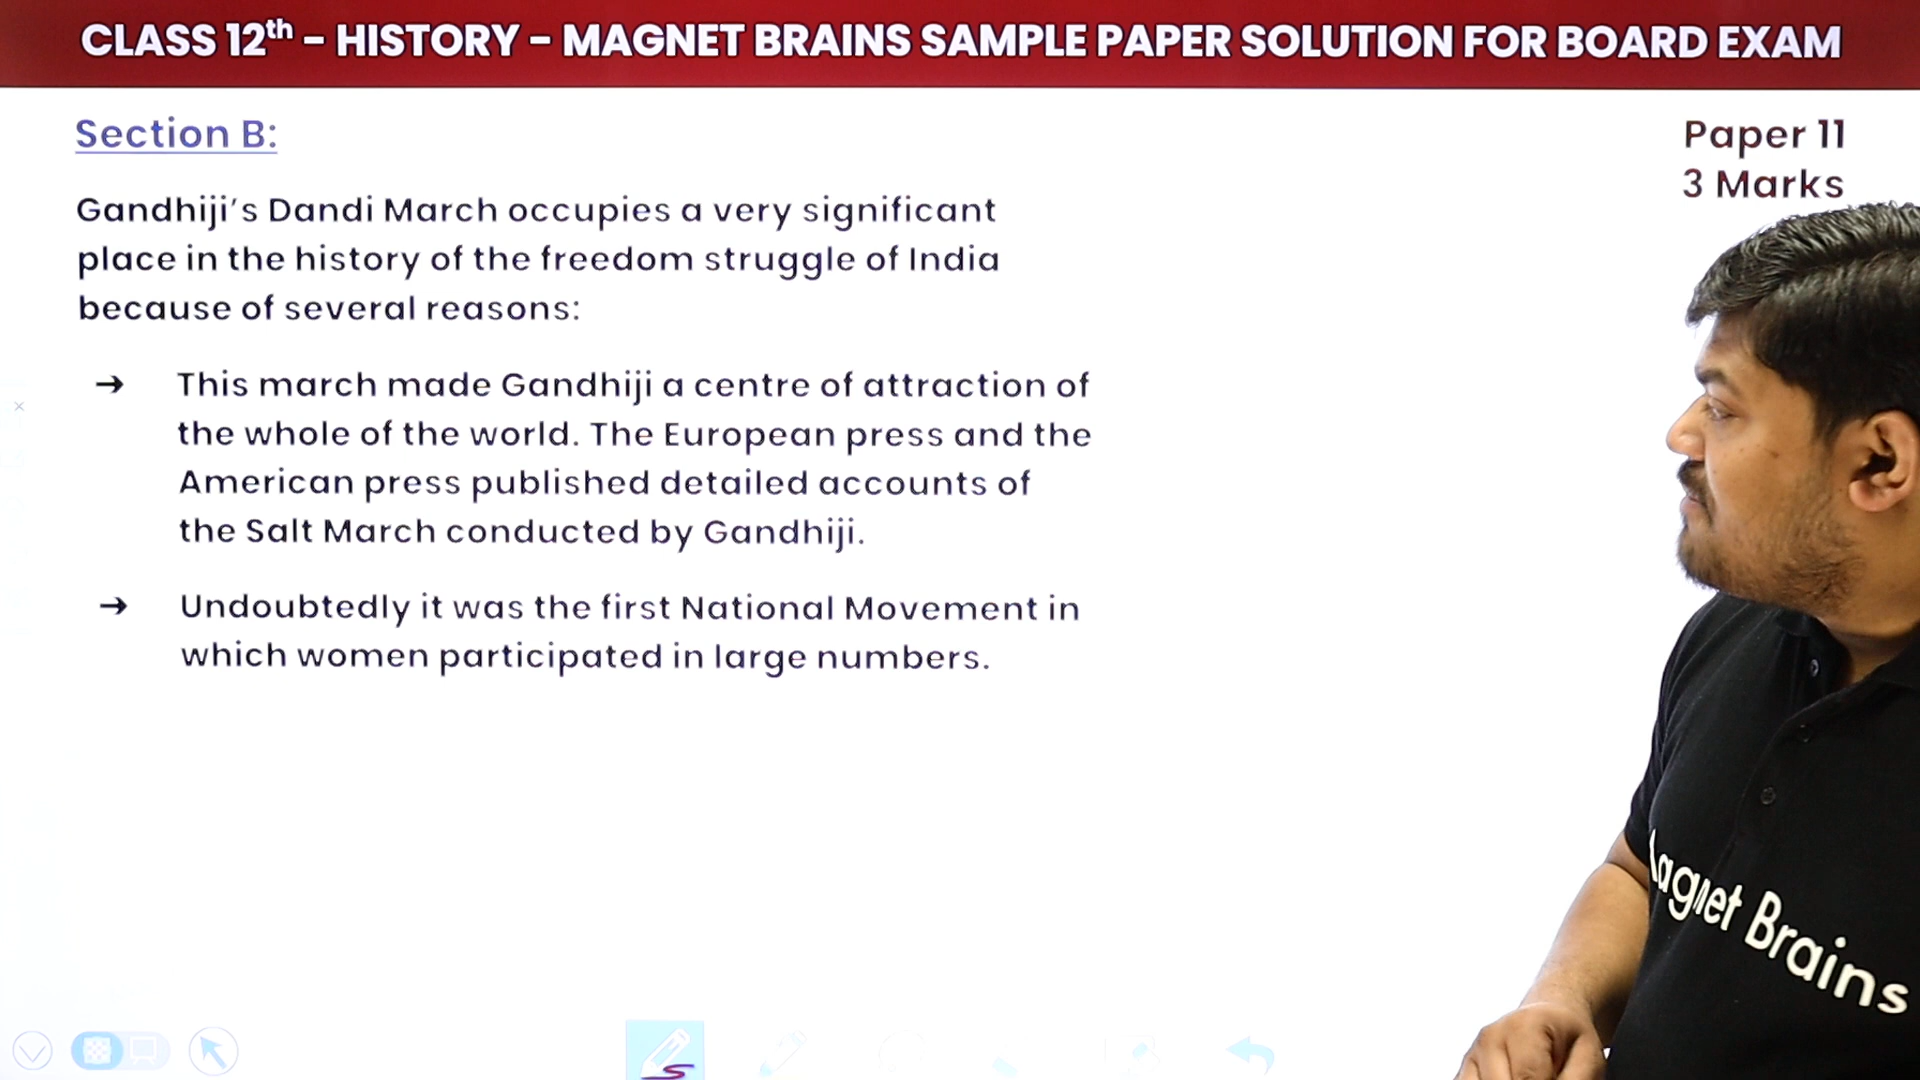 CLASS 12th – HISTORY – MAGNET BRAINS SAMPLE PAPER SOLUTION FOR BOARD EXAM
Section B:
Paper 11
3 Marks
Gandhiji's Dandi March occupies a very significant
place in the history of the freedom struggle of India
because of several reasons:
→ This march made Gandhiji a centre of attraction of
the whole of the world. The European press and the
American press published detailed accounts of
the Salt March conducted by Gandhiji.
→ Undoubtedly it was the first National Movement in
which women participated in large numbers.
agnet Brains